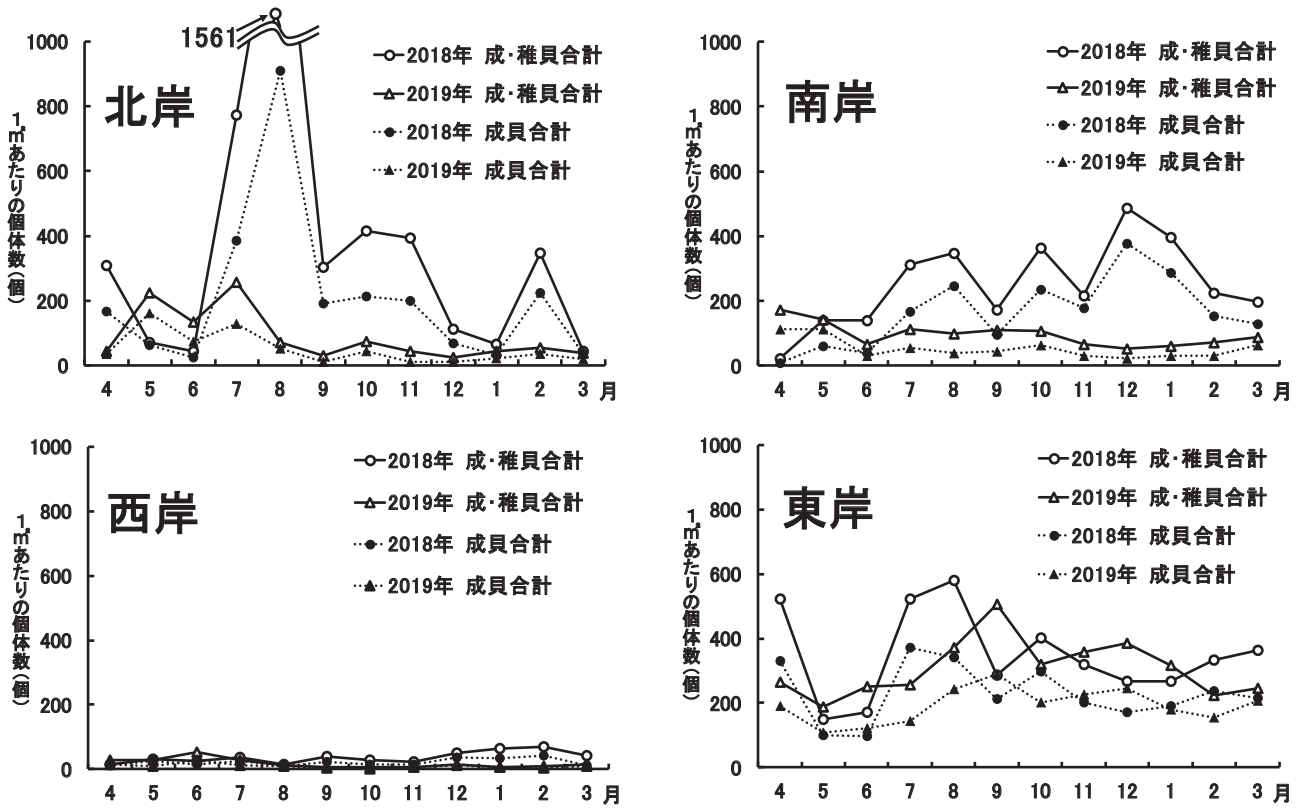 1561
1000
800
600
400
200
0
1㎡あたりの個体数(個)
北岸
2018年 成・稚貝合計
2019年 成・稚貝合計
2018年 成貝合計
2019年 成貝合計
4 5 6 7 8 9 10 11 12 1 2 3 月
1000
800
600
400
200
0
1㎡あたりの個体数(個)
南岸
2018年 成・稚貝合計
2019年 成・稚貝合計
2018年 成貝合計
2019年 成貝合計
4 5 6 7 8 9 10 11 12 1 2 3 月
1000
800
600
400
200
0
1㎡あたりの個体数(個)
西岸
2018年 成・稚貝合計
2019年 成・稚貝合計
2018年 成貝合計
2019年 成貝合計
4 5 6 7 8 9 10 11 12 1 2 3 月
1000
800
600
400
200
0
1㎡あたりの個体数(個)
東岸
2018年 成・稚貝合計
2019年 成・稚貝合計
2018年 成貝合計
2019年 成貝合計
4 5 6 7 8 9 10 11 12 1 2 3 月